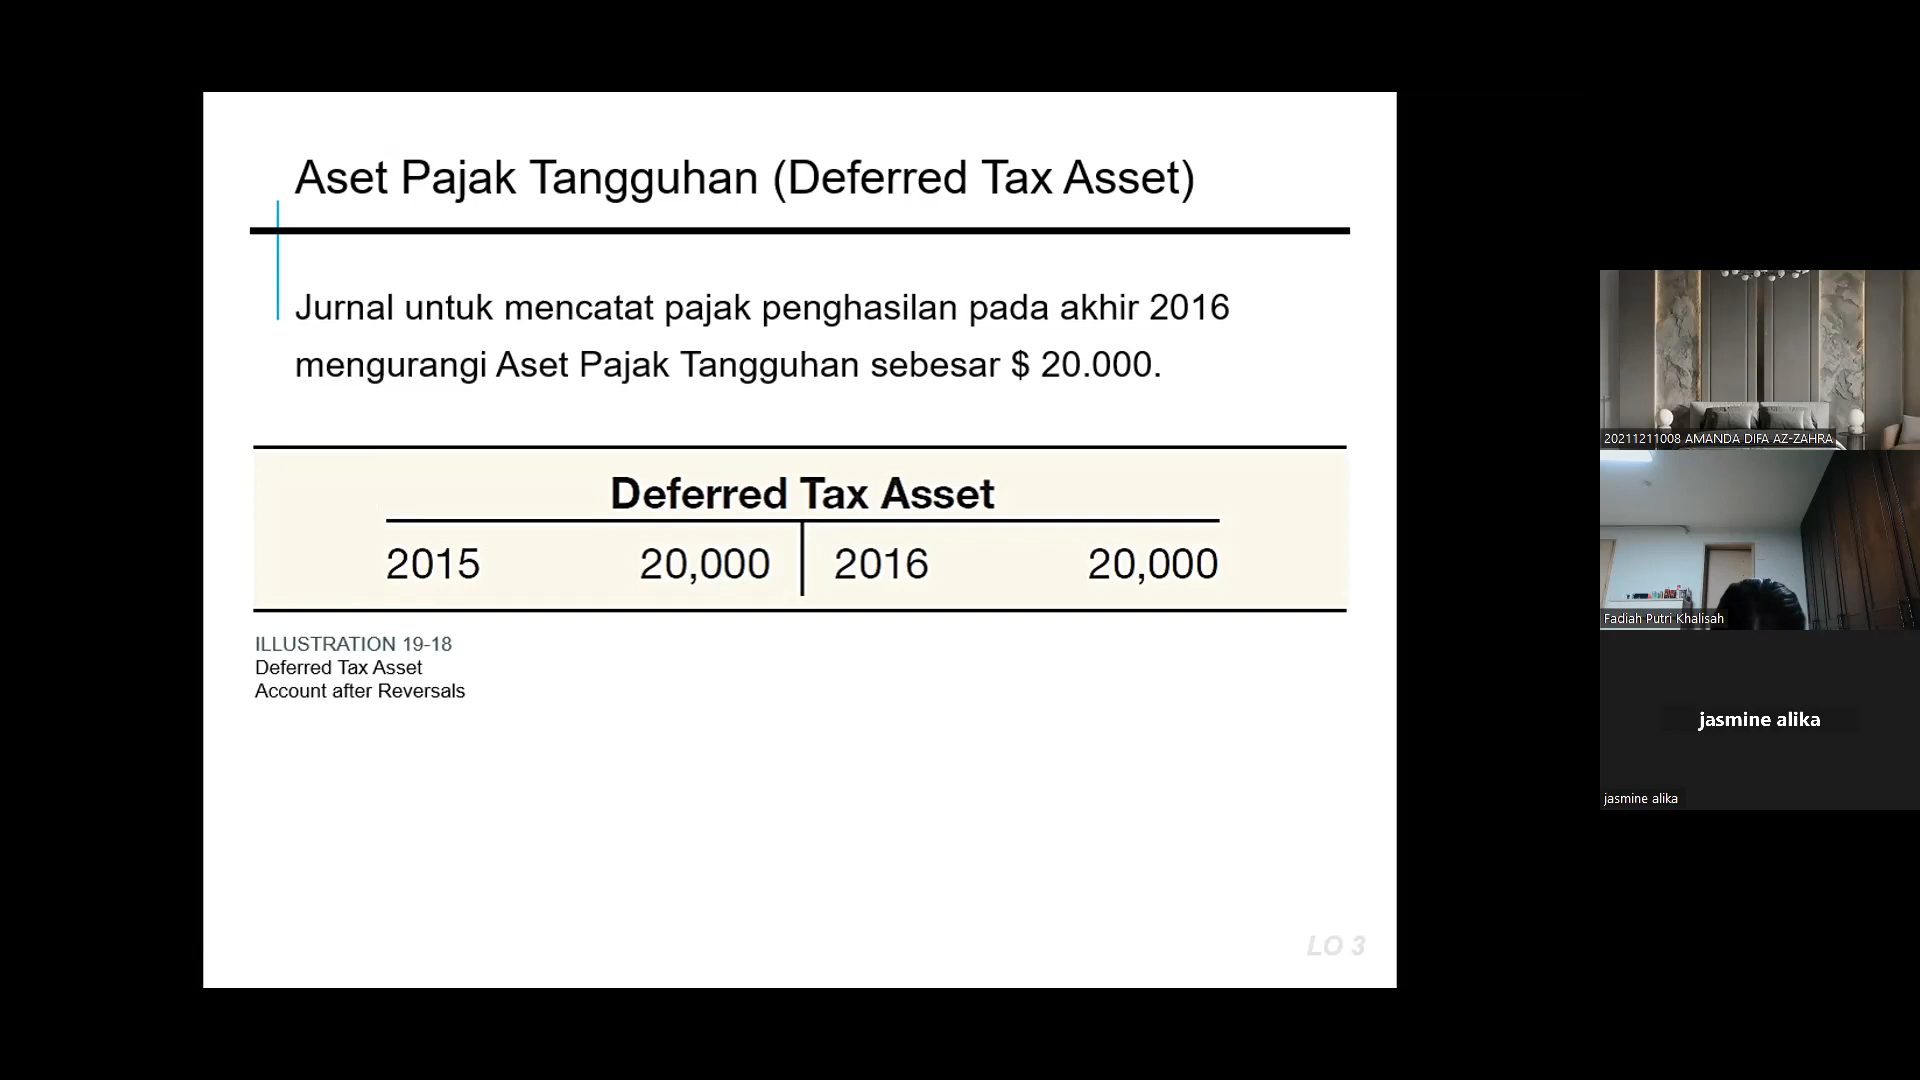 Aset Pajak Tangguhan (Deferred Tax Asset)
Jurnal untuk mencatat pajak penghasilan pada akhir 2016
mengurangi Aset Pajak Tangguhan sebesar $ 20.000.
Deferred Tax Asset
2015 20,000 2016 20,000
ILLUSTRATION 19-18
Deferred Tax Asset
Account after Reversals
LO 3
20211211008 AMANDA DIFA AZ-ZAHRA
Fadiah Putri Khalisah
jasmine alika
jasmine alika